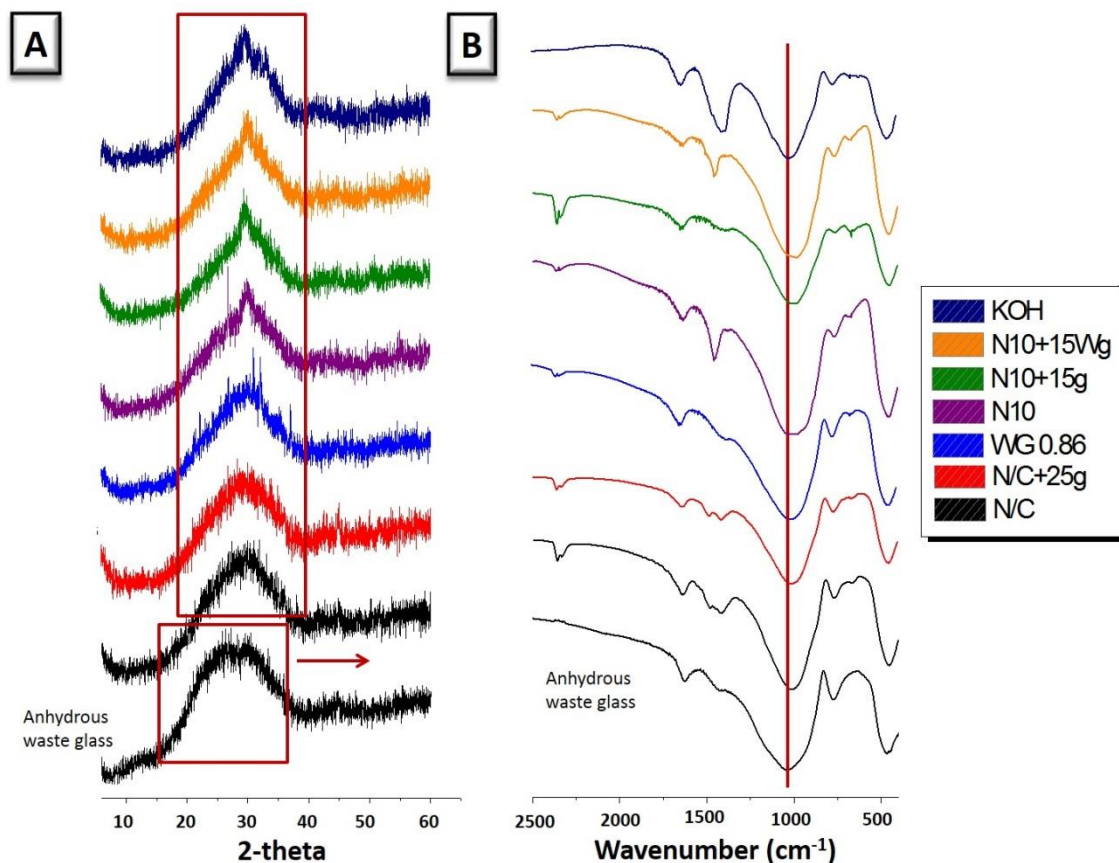 A
B
KOH
N10+15Wg
N10+15g
N10
WG 0.86
N/C+25g
N/C
Anhydrous
waste glass
Anhydrous
waste glass
10 20 30 40 50 60
2-theta
2500 2000 1500 1000 500
Wavenumber (cm-1)